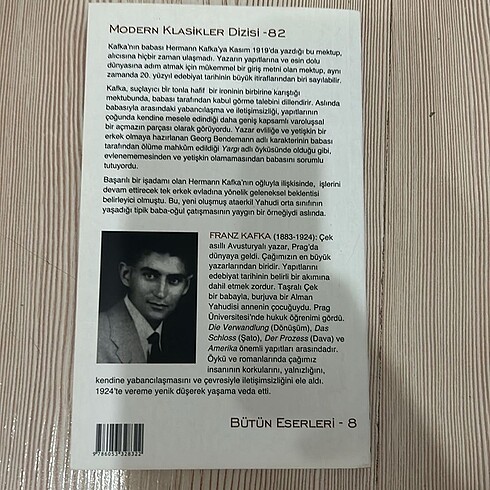 MODERN KLASIKLER DIZISI -82
Kafka'nın babası Hermann Kafka'ya Kasım 1919'da yazdığı bu mektup,
alıcısına hiçbir zaman ulaşmadı. Yazarın yapıtlarına ve esin dolu
dünyasına adım atmak için mükemmel bir giriş metni olan mektup, aynı
zamanda 20. yüzyıl edebiyat tarihinin büyük itiraflarından biri sayılabilir.
Kafka, suçlayıcı bir tonla hafif bir ironinin birbirine karıştığı
mektubunda, babası tarafından kabul görme talebini dillendirir. Aslında
babasıyla arasındaki yabancılaşma ve iletişimsizliği, yapıtlarının
çoğunda kendine mesele edindiği daha geniş kapsamlı varoluşsal
bir açmazın parçası olarak görüyordu. Yazar evliliğe ve yetişkin bir
erkek olmaya hazırlanan Georg Bendemann adlı karakterinin babası
tarafından ölüme mahkûm edildiği Yargı adlı öyküsünde olduğu gibi,
evlenememesinden ve yetişkin olamamasından babasını sorumlu
tutuyordu.
Başarılı bir işadamı olan Hermann Kafka'nın oğluyla ilişkisinde, işlerini
devam ettirecek tek erkek evladına yönelik geleneksel beklentisi
belirleyici olmuştu. Bu, yeni oluşmuş ataerkil Yahudi orta sınıfının
yaşadığı tipik baba-oğul çatışmasının yaygın bir örneğiydi aslında.
FRANZ KAFKA (1883-1924): Çek
asıllı Avusturyalı yazar, Prag'da
dünyaya geldi. Çağımızın en büyük
yazarlarından biridir. Yapıtlarını
edebiyat tarihinin belirli bir akımına
dahil etmek zordur. Taşralı Çek
bir babayla, burjuva bir Alman
Yahudisi annenin çocuğuydu. Prag
Üniversitesi'nde hukuk öğrenimi gördü.
Die Verwandlung (Dönüşüm), Das
Schloss (Şato), Der Prozess (Dava) ve
Amerika önemli yapıtları arasındadır.
Öykü ve romanlarında çağımız
insanının korkularını, yalnızlığını,
kendine yabancılaşmasını ve çevresiyle iletişimsizliğini ele aldı.
1924'te vereme yenik düşerek yaşama veda etti.
BÜTÜN ESERLERI - 8
9786053328322